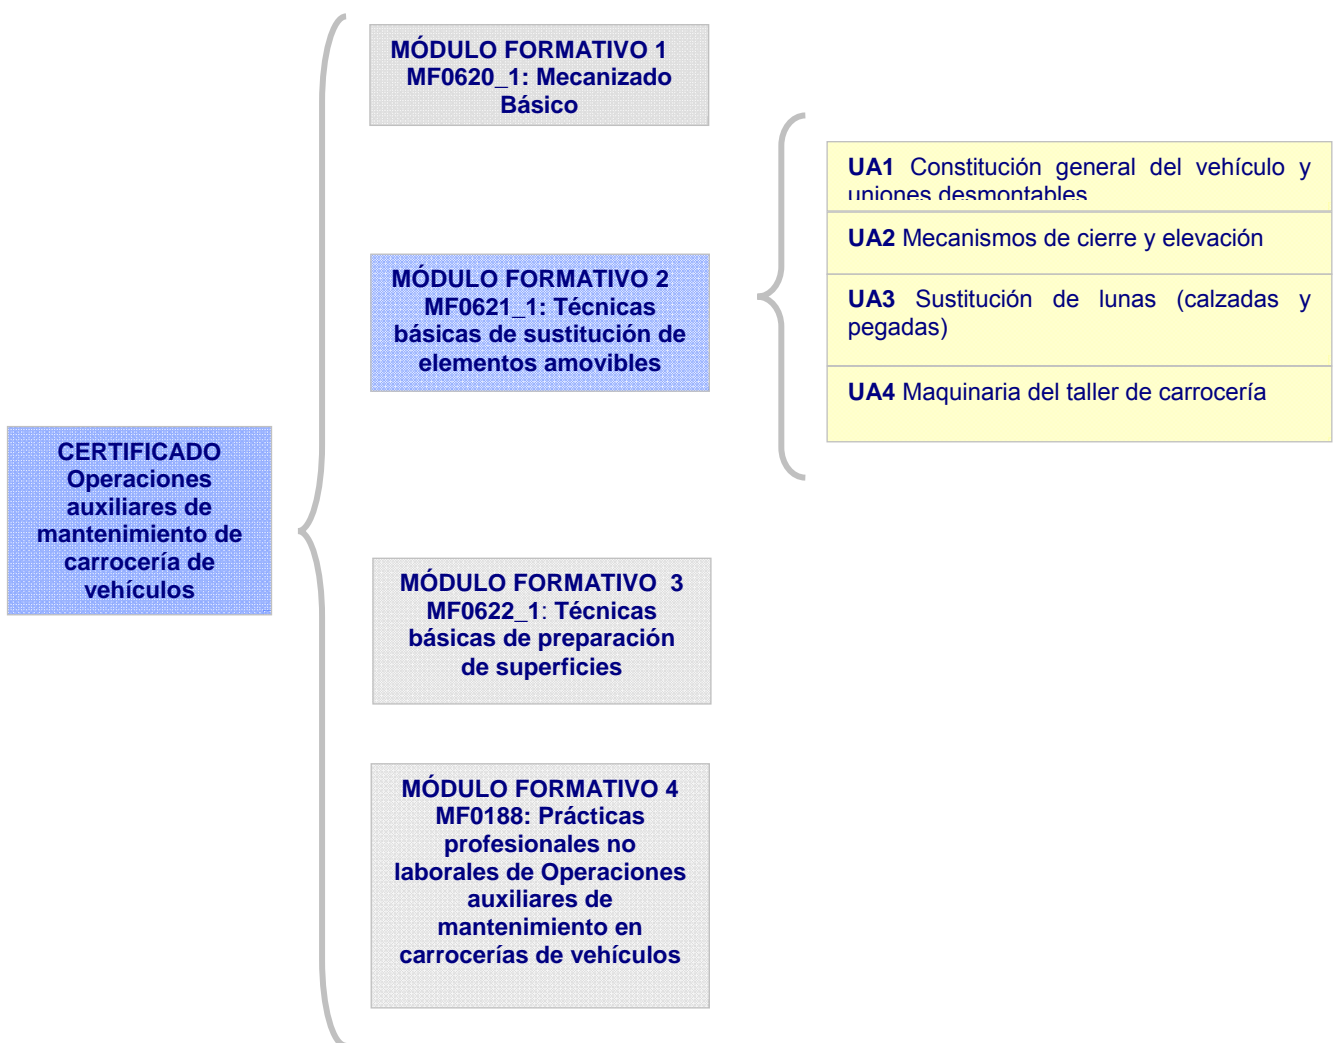 MÓDULO FORMATIVO 1
MF0620_1: Mecanizado
Básico
UA1 Constitución general del vehículo y
uniones desmontables
UA2 Mecanismos de cierre y elevación
UA3 Sustitución de lunas (calzadas y
pegadas)
UA4 Maquinaria del taller de carrocería
MÓDULO FORMATIVO 2
MF0621_1: Técnicas
básicas de sustitución de
elementos amovibles
CERTIFICADO
Operaciones
auxiliares de
mantenimiento de
carrocería de
vehículos
MÓDULO FORMATIVO 3
MF0622_1: Técnicas
básicas de preparación
de superficies
MÓDULO FORMATIVO 4
MF0188: Prácticas
profesionales no
laborales de Operaciones
auxiliares de
mantenimiento en
carrocerías de vehículos